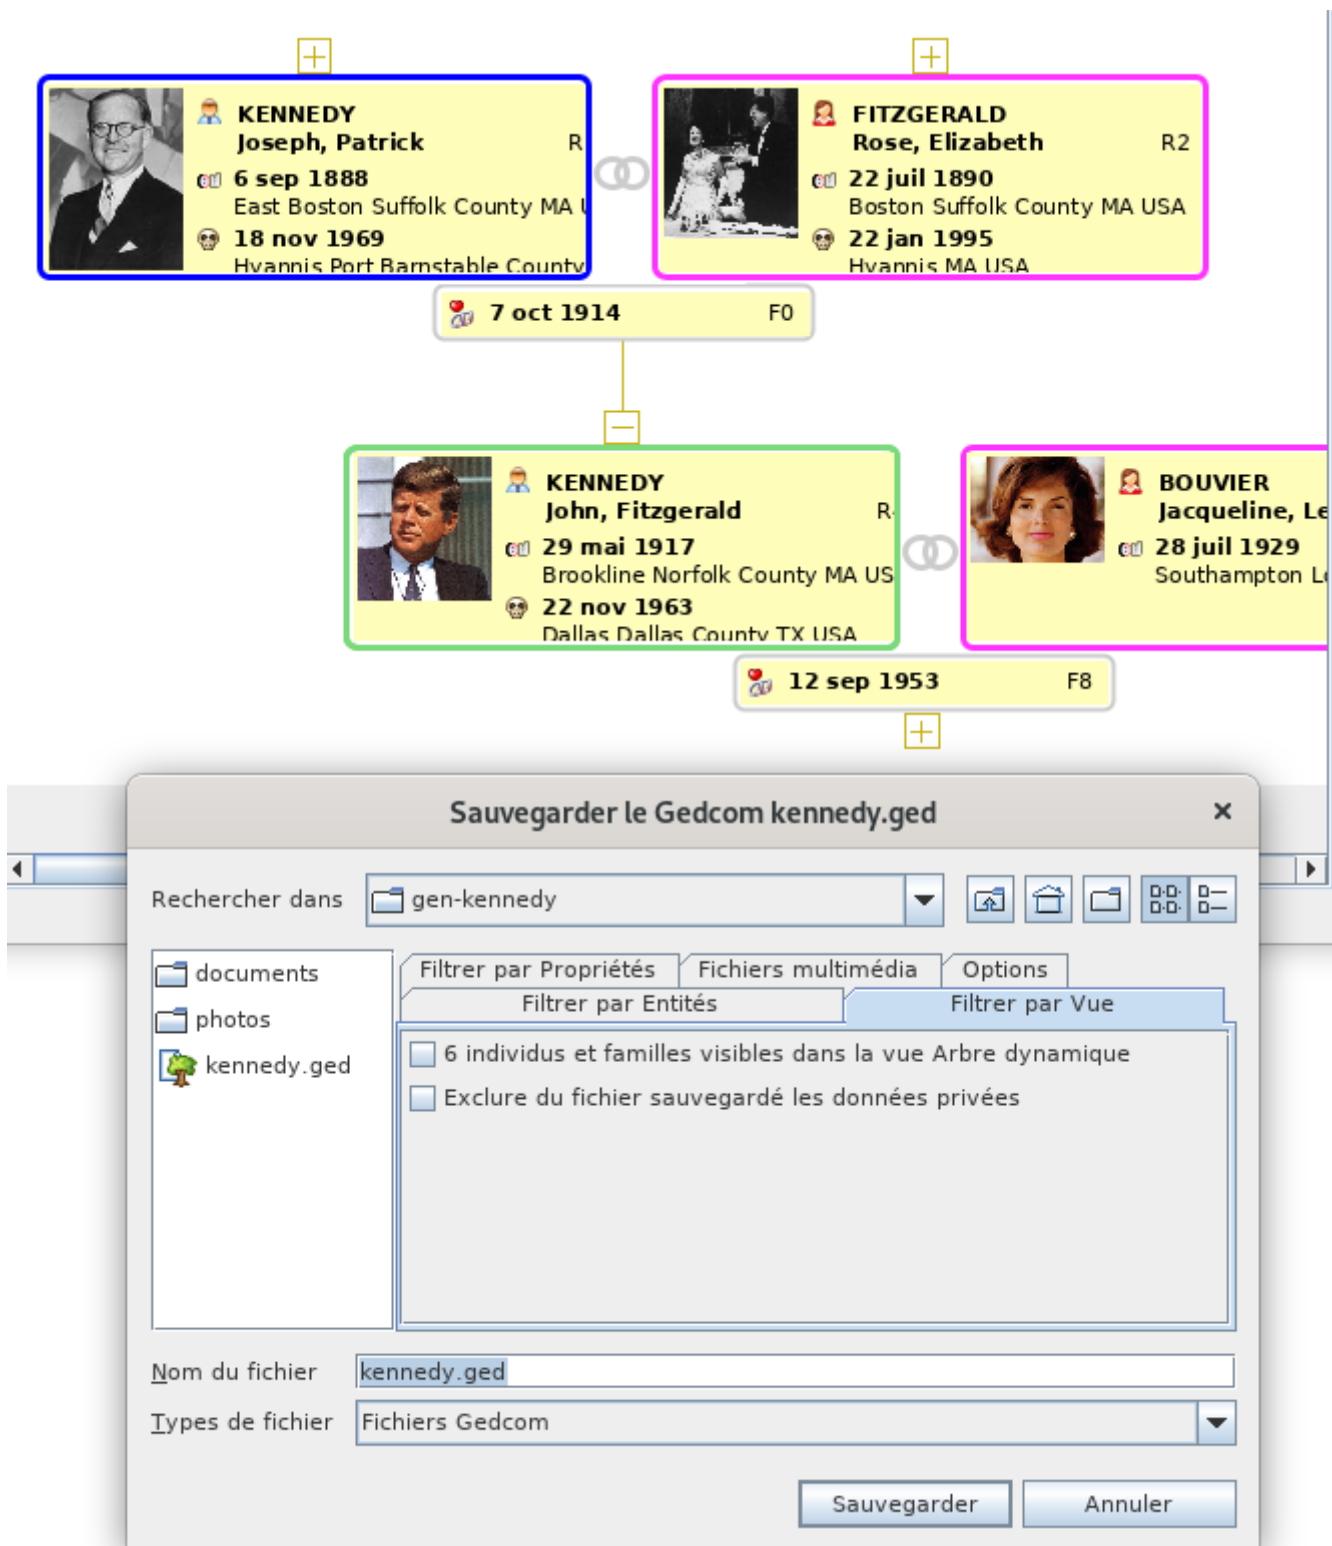 KENNEDY
Joseph, Patrick R
6 sep 1888
East Boston Suffolk County MA
18 nov 1969
Hyannis Port Barnstable County
FITZGERALD
Rose, Elizabeth R2
22 juil 1890
Boston Suffolk County MA USA
22 jan 1995
Hyannis MA USA
7 oct 1914 F0
KENNEDY
John, Fitzgerald R
29 mai 1917
Brookline Norfolk County MA US
22 nov 1963
Dallas Dallas County TX USA
BOUVIER
Jacqueline, Le
28 juil 1929
Southampton L
12 sep 1953 F8
Sauvegarder le Gedcom kennedy.ged
Rechercher dans gen-kennedy
documents
photos
kennedy.ged
Filtrer par Propriétés Fichiers multimédia Options
Filtrer par Entités Filtrer par Vue
6 individus et familles visibles dans la vue Arbre dynamique
Exclure du fichier sauvegardé les données privées
Nom du fichier kennedy.ged
Types de fichier Fichiers Gedcom
Sauvegarder Annuler